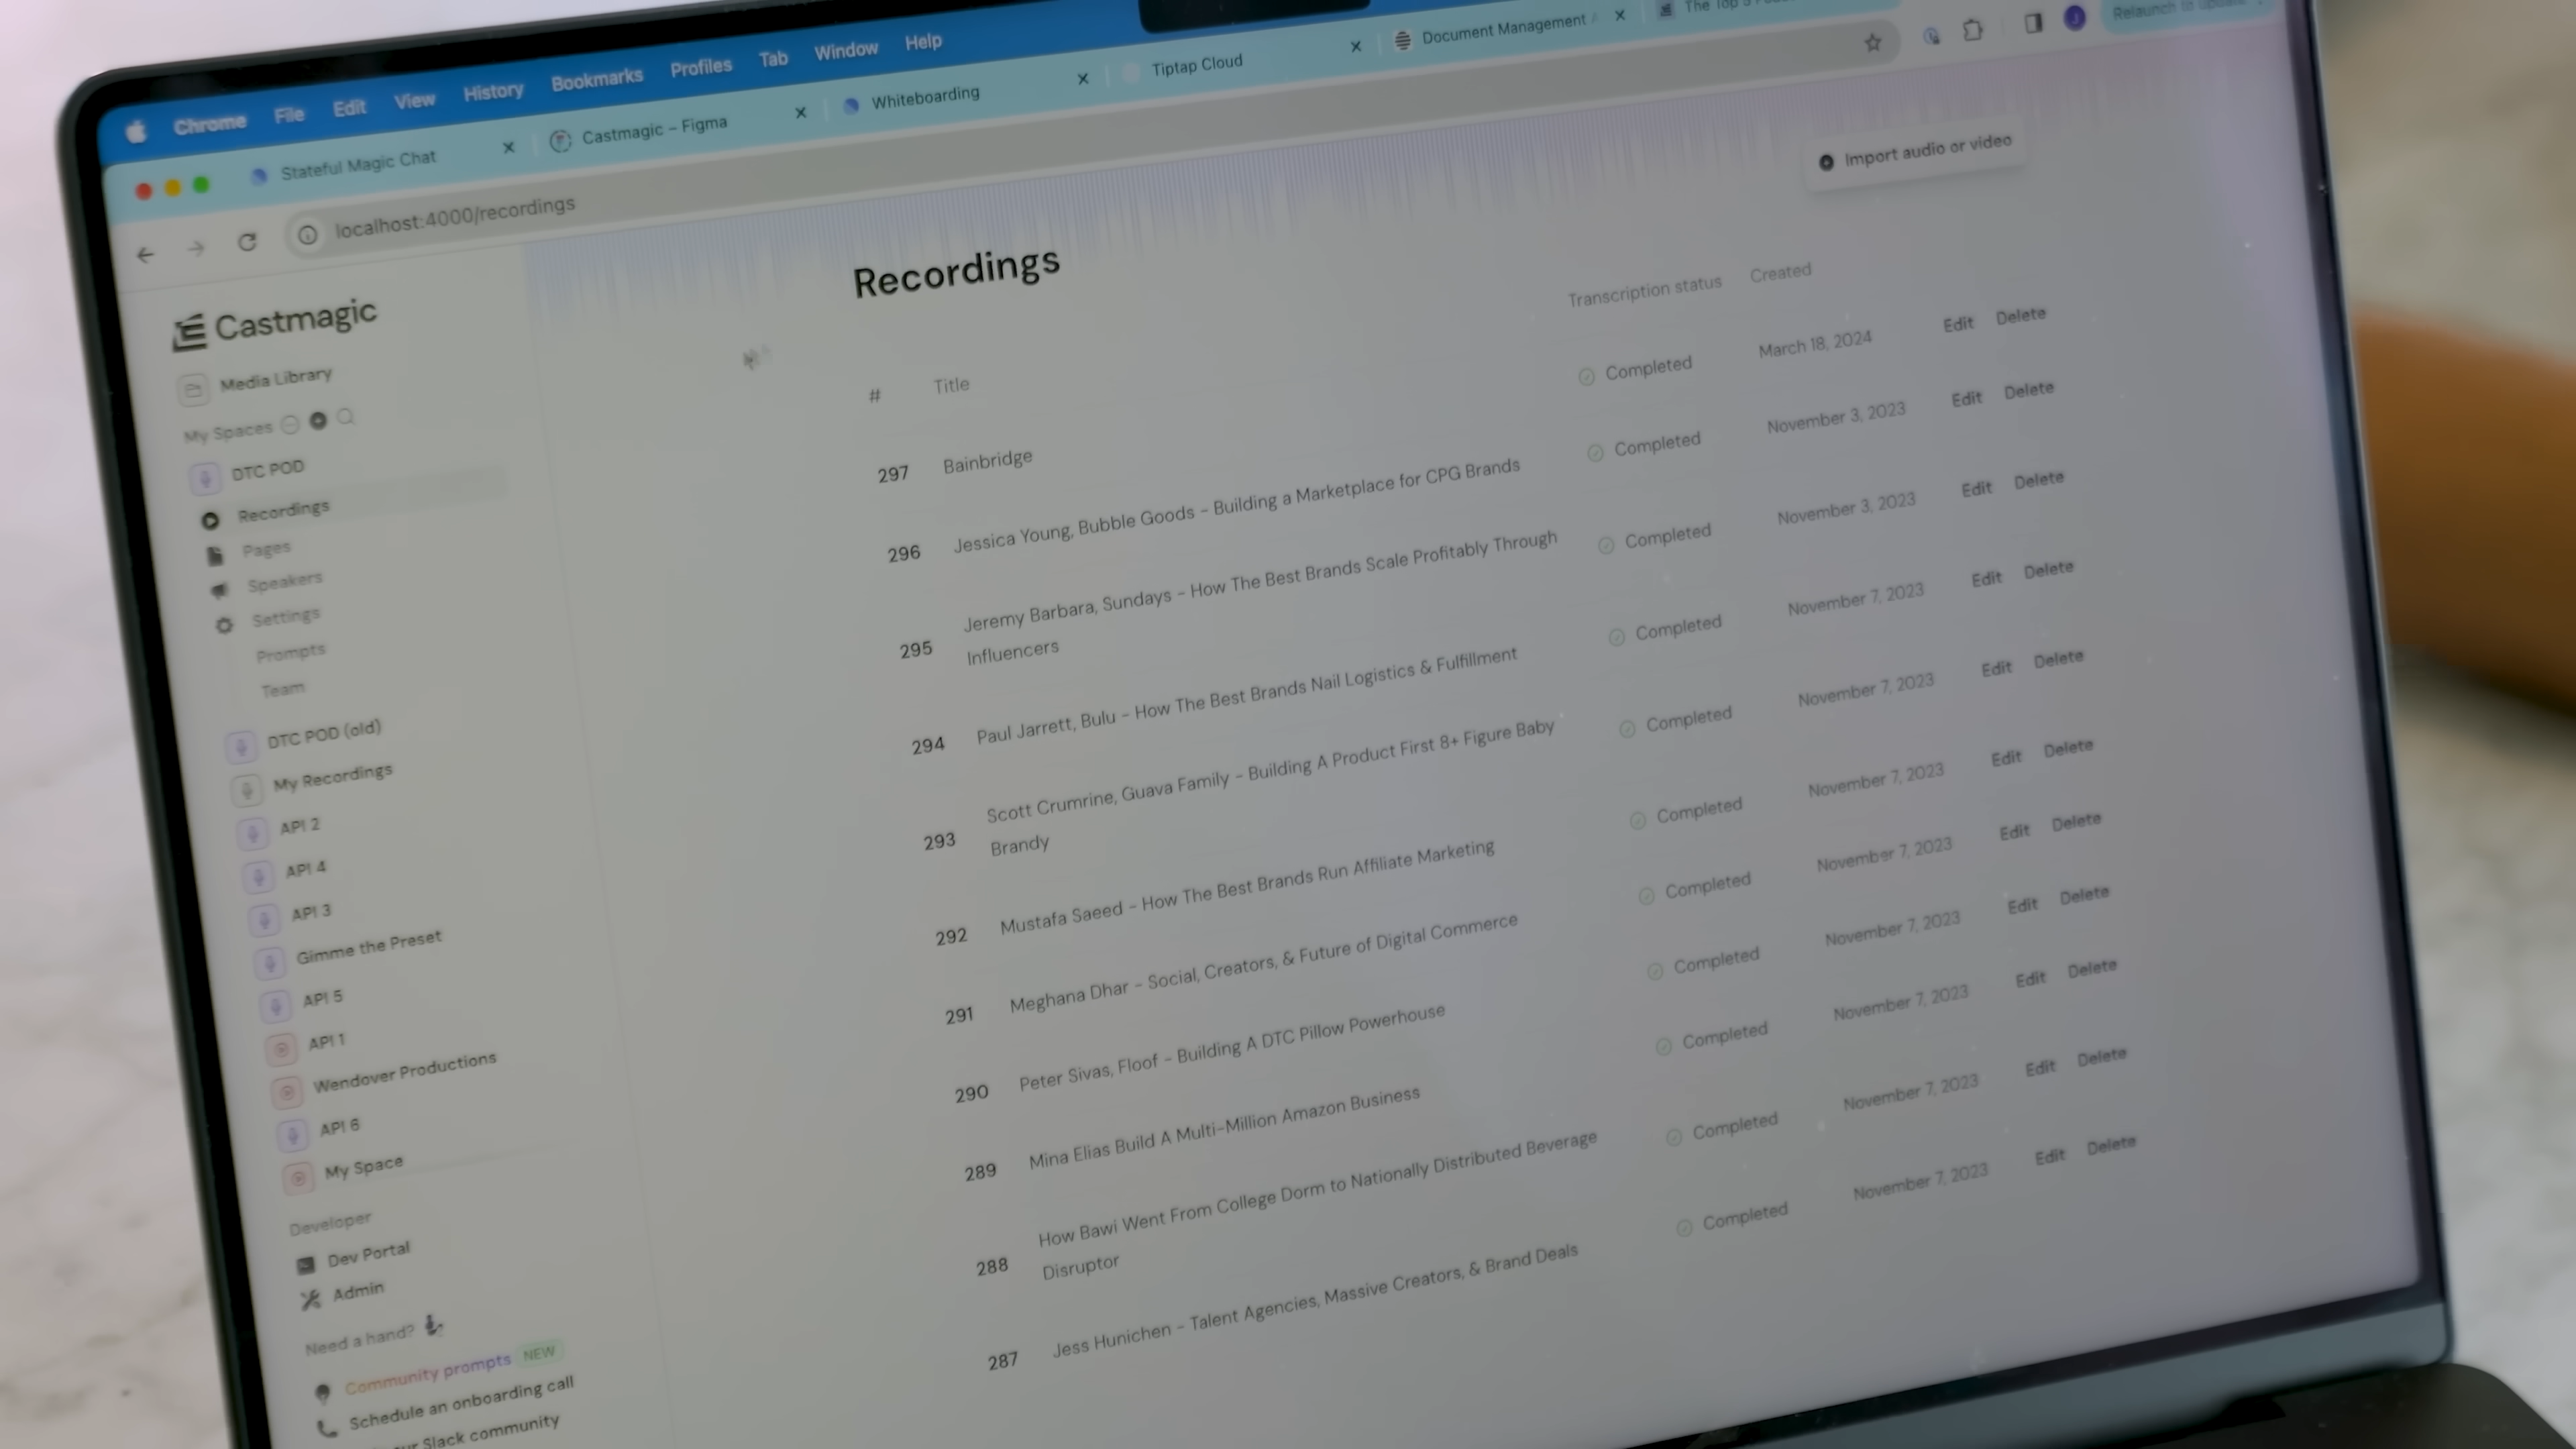 Chrome File Edit View History Bookmarks Profiles Tab Window Help
Stateful Magic Chat
Castmagic – Figma
Whiteboarding
Tiptap Cloud
Document Management
The Top 5
Relaunch to update
localhost:4000/recordings
Castmagic
Media Library
My Spaces
DTC POD
Recordings
Pages
Speakers
Settings
Prompts
Team
DTC POD (old)
My Recordings
API 2
API 4
API 3
Gimme the Preset
API 5
API 1
Wendover Productions
API 6
My Space
Developer
Dev Portal
Admin
Need a hand?
Community prompts NEW
Schedule an onboarding call
Slack community
Import audio or video
Recordings
# Title Transcription status Created
297 Bainbridge Completed March 18, 2024 Edit Delete
296 Jessica Young, Bubble Goods - Building a Marketplace for CPG Brands Completed November 3, 2023 Edit Delete
295 Jeremy Barbara, Sundays - How The Best Brands Scale Profitably Through
Influencers Completed November 3, 2023 Edit Delete
294 Paul Jarrett, Bulu - How The Best Brands Nail Logistics & Fulfillment Completed November 7, 2023 Edit Delete
293 Scott Crumrine, Guava Family - Building A Product First 8+ Figure Baby
Brandy Completed November 7, 2023 Edit Delete
292 Mustafa Saeed - How The Best Brands Run Affiliate Marketing Completed November 7, 2023 Edit Delete
291 Meghana Dhar - Social, Creators, & Future of Digital Commerce Completed November 7, 2023 Edit Delete
290 Peter Sivas, Floof - Building A DTC Pillow Powerhouse Completed November 7, 2023 Edit Delete
289 Mina Elias Build A Multi-Million Amazon Business Completed November 7, 2023 Edit Delete
288 How Bawi Went From College Dorm to Nationally Distributed Beverage
Disruptor Completed November 7, 2023 Edit Delete
287 Jess Hunichen - Talent Agencies, Massive Creators, & Brand Deals Completed November 7, 2023 Edit Delete